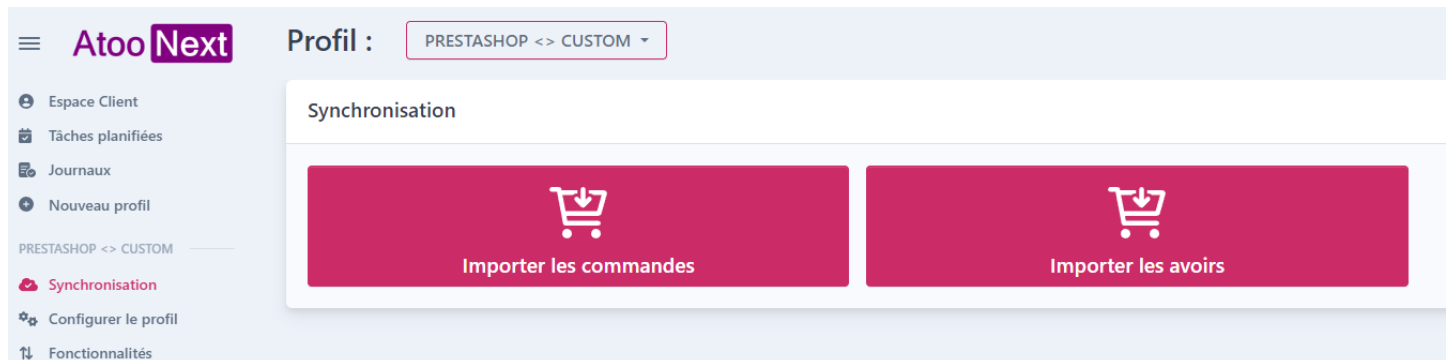 Atoo Next
Profil :
PRESTASHOP <> CUSTOM
Espace Client
Tâches planifiées
Journaux
Nouveau profil
PRESTASHOP <> CUSTOM
Synchronisation
Configurer le profil
Fonctionnalités
Synchronisation
Importer les commandes
Importer les avoirs